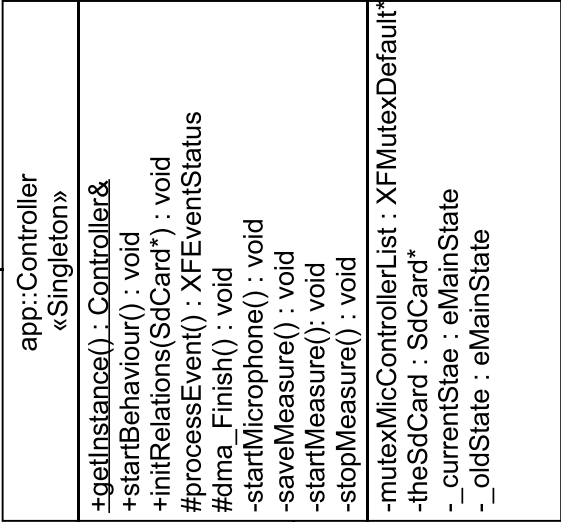 app::Controller
«Singleton»
+getInstance() : Controller&
+startBehaviour() : void
+initRelations(SdCard*) : void
#processEvent() : XFEventStatus
#dma_Finish() : void
-startMicrophone() : void
-saveMeasure() : void
-startMeasure(): void
-stopMeasure() : void
-mutexMicControllerList : XFMutexDefault*
-theSdCard : SdCard*
-_currentStae : eMainState
-_oldState : eMainState